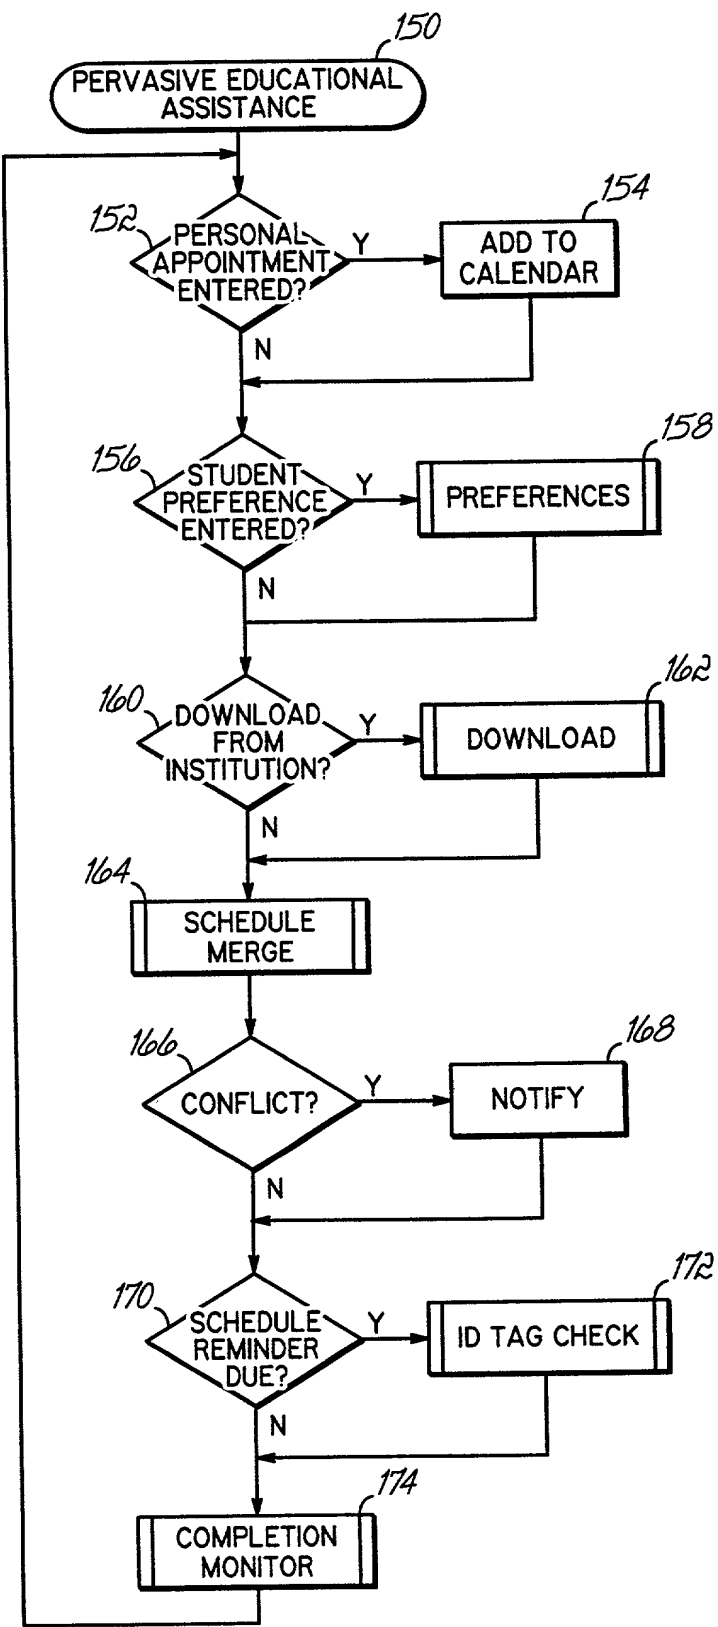 150
PERVASIVE EDUCATIONAL
ASSISTANCE
152
PERSONAL
APPOINTMENT
ENTERED?
Y
154
ADD TO
CALENDAR
N
156
STUDENT
PREFERENCE
ENTERED?
Y
158
PREFERENCES
N
160
DOWNLOAD
FROM
INSTITUTION?
Y
162
DOWNLOAD
N
164
SCHEDULE
MERGE
166
CONFLICT?
Y
168
NOTIFY
N
170
SCHEDULE
REMINDER
DUE?
Y
172
ID TAG CHECK
N
174
COMPLETION
MONITOR